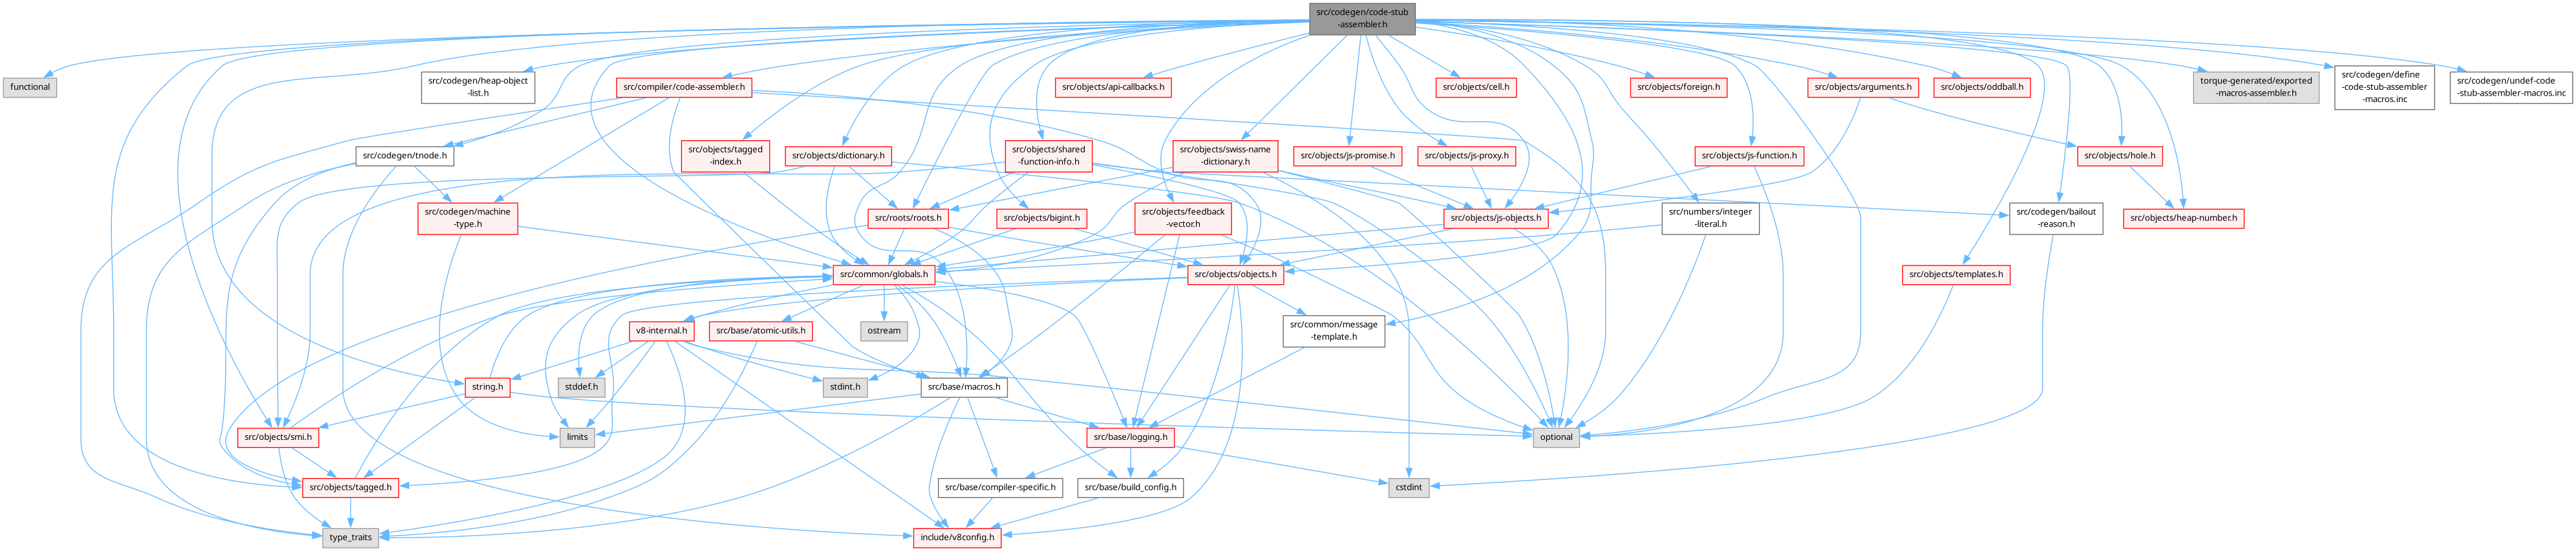 src/codegen/code-stub
-assembler.h
functional
src/codegen/heap-object
-list.h
src/compiler/code-assembler.h
src/objects/api-callbacks.h
src/objects/cell.h
src/objects/foreign.h
src/objects/arguments.h
src/objects/oddball.h
torque-generated/exported
-macros-assembler.h
src/codegen/define
-code-stub-assembler
-macros.inc
src/codegen/undef-code
-stub-assembler-macros.inc
src/codegen/tnode.h
src/objects/tagged
-index.h
src/objects/dictionary.h
src/objects/shared
-function-info.h
src/objects/swiss-name
-dictionary.h
src/objects/js-promise.h
src/objects/js-proxy.h
src/objects/js-function.h
src/objects/hole.h
src/codegen/machine
-type.h
src/roots/roots.h
src/objects/bigint.h
src/objects/feedback
-vector.h
src/objects/js-objects.h
src/numbers/integer
-literal.h
src/codegen/bailout
-reason.h
src/objects/heap-number.h
src/common/globals.h
src/objects/objects.h
src/objects/templates.h
v8-internal.h
src/base/atomic-utils.h
ostream
src/common/message
-template.h
string.h
stddef.h
stdint.h
src/base/macros.h
src/objects/smi.h
limits
src/base/logging.h
optional
src/objects/tagged.h
src/base/compiler-specific.h
src/base/build_config.h
cstdint
type_traits
include/v8config.h